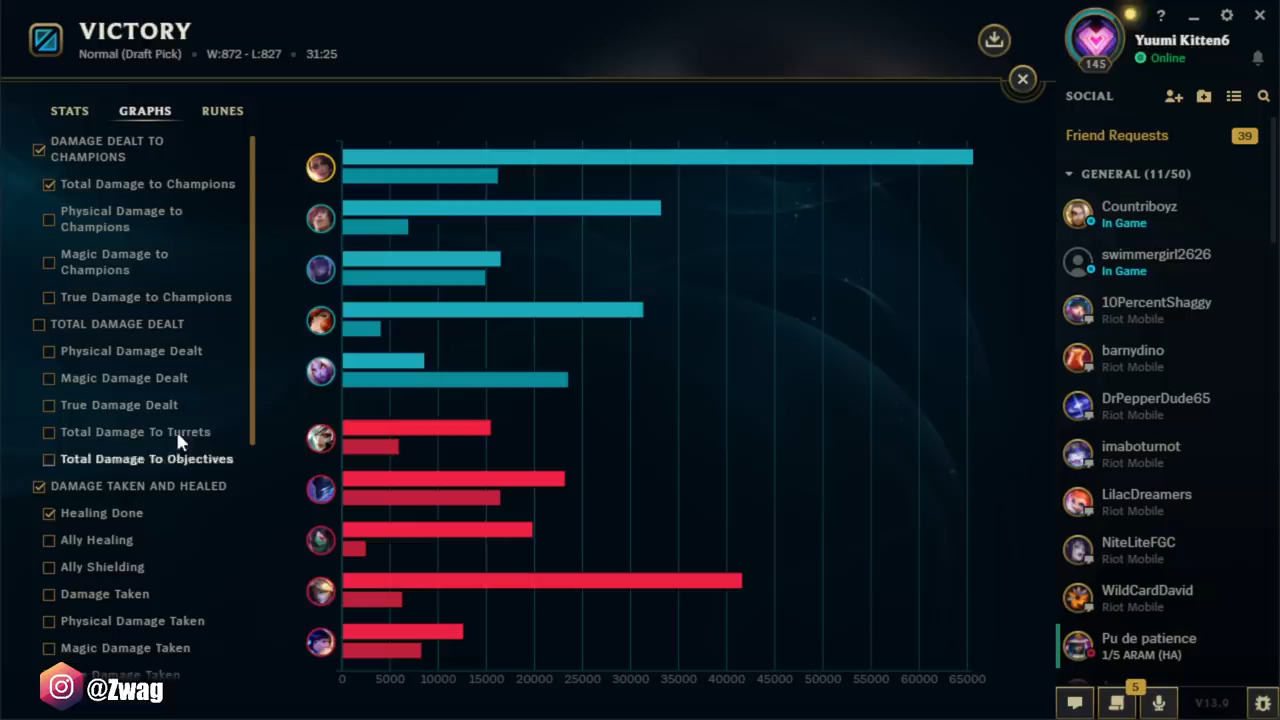 VICTORY
Normal (Draft Pick) • W:872 - L:827 • 31:25
?
145
Yuumi Kitten6
Online
SOCIAL
Friend Requests
39
GENERAL (11/50)
Countriboyz
In Game
swimmergirl2626
In Game
10PercentShaggy
Riot Mobile
barnydino
Riot Mobile
DrPepperDude65
Riot Mobile
imaboturnot
Riot Mobile
LilacDreamers
Riot Mobile
NiteLiteFGC
Riot Mobile
WildCardDavid
Riot Mobile
Pu de patience
1/5 ARAM (HA)
5
V13.9
STATS GRAPHS RUNES
DAMAGE DEALT TO
CHAMPIONS
Total Damage to Champions
Physical Damage to
Champions
Magic Damage to
Champions
True Damage to Champions
TOTAL DAMAGE DEALT
Physical Damage Dealt
Magic Damage Dealt
True Damage Dealt
Total Damage To Turrets
Total Damage To Objectives
DAMAGE TAKEN AND HEALED
Healing Done
Ally Healing
Ally Shielding
Damage Taken
Physical Damage Taken
Magic Damage Taken
Damage Taken
@Zwag
0 5000 10000 15000 20000 25000 30000 35000 40000 45000 50000 55000 60000 65000